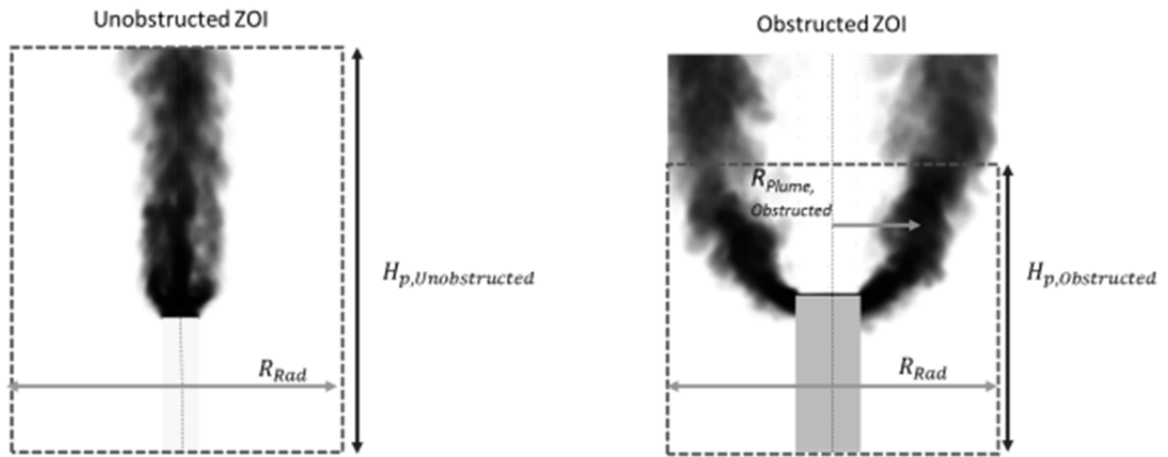 Unobstructed ZOI
Obstructed ZOI
R_Plume,
Obstructed
H_p,Unobstructed
H_p,Obstructed
R_Rad
R_Rad